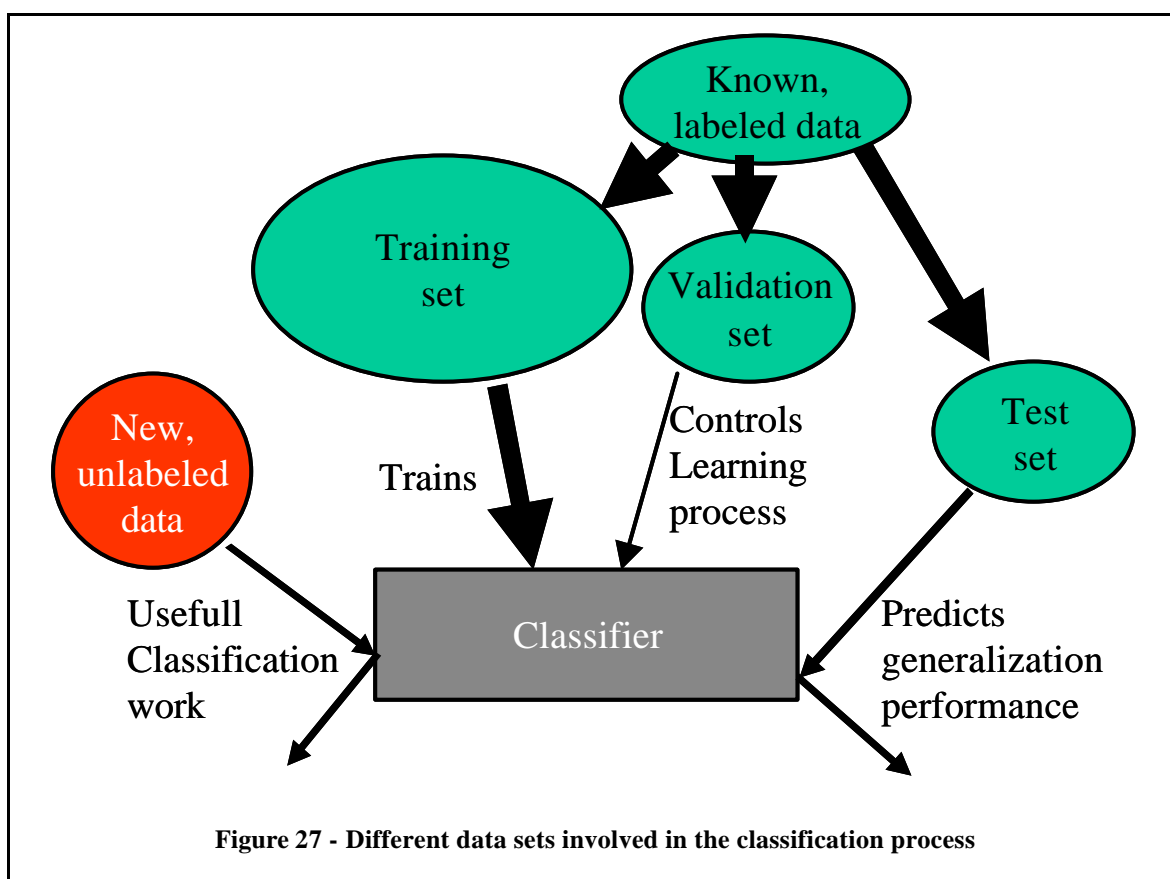 Known,
labeled data
Training
set
Validation
set
Test
set
New,
unlabeled
data
Trains
Controls
Learning
process
Classifier
Usefull
Classification
work
Predicts
generalization
performance
Figure 27 - Different data sets involved in the classification process